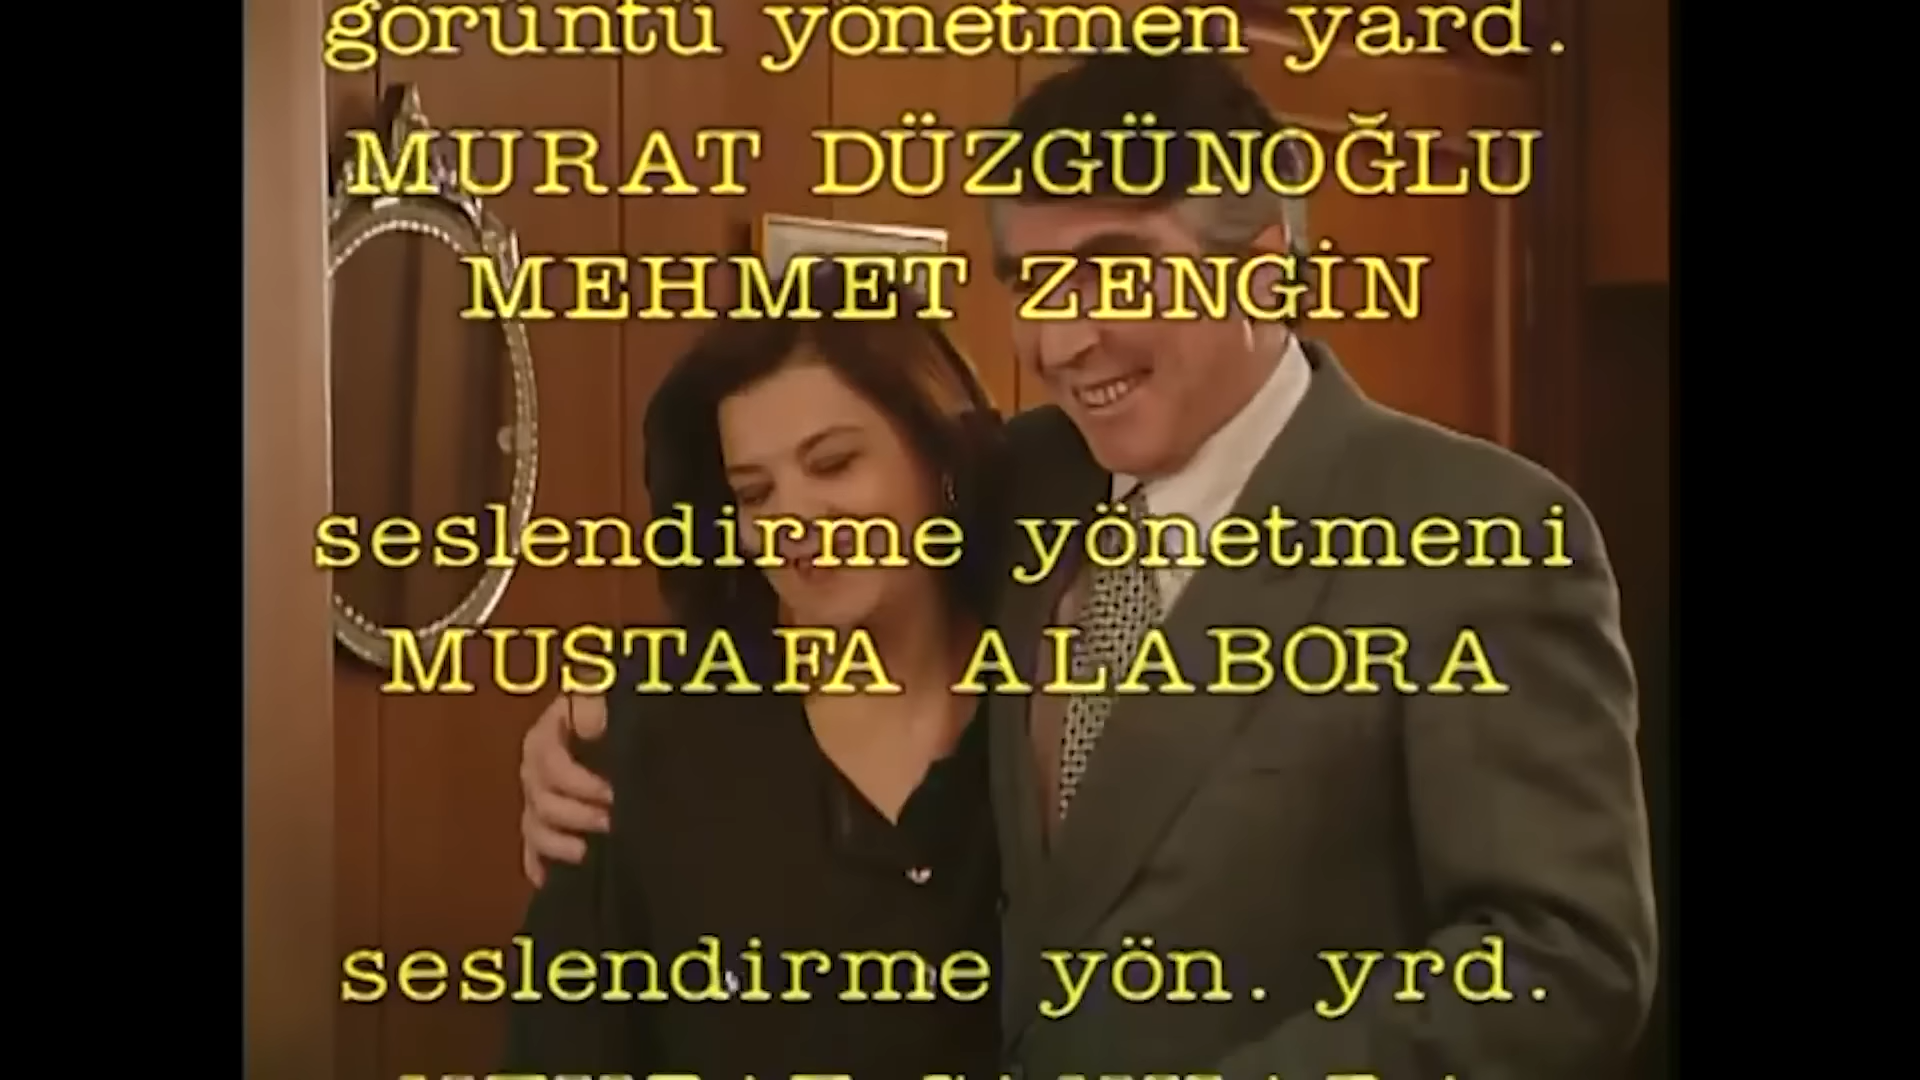 görüntü yönetmen yard.
MURAT DÜZGÜNOĞLU
MEHMET ZENGİN
seslendirme yönetmeni
MUSTAFA ALABORA
seslendirme yön. yrd.